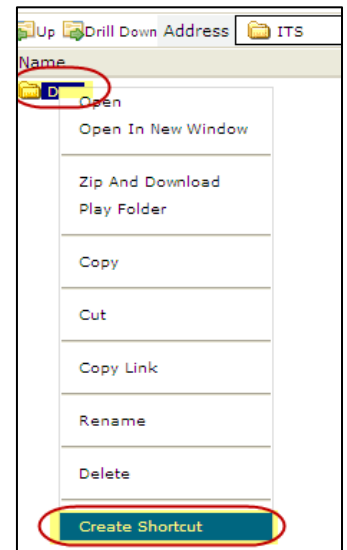 Up Drill Down Address ITS
Name
D
Open
Open In New Window
Zip And Download
Play Folder
Copy
Cut
Copy Link
Rename
Delete
Create Shortcut